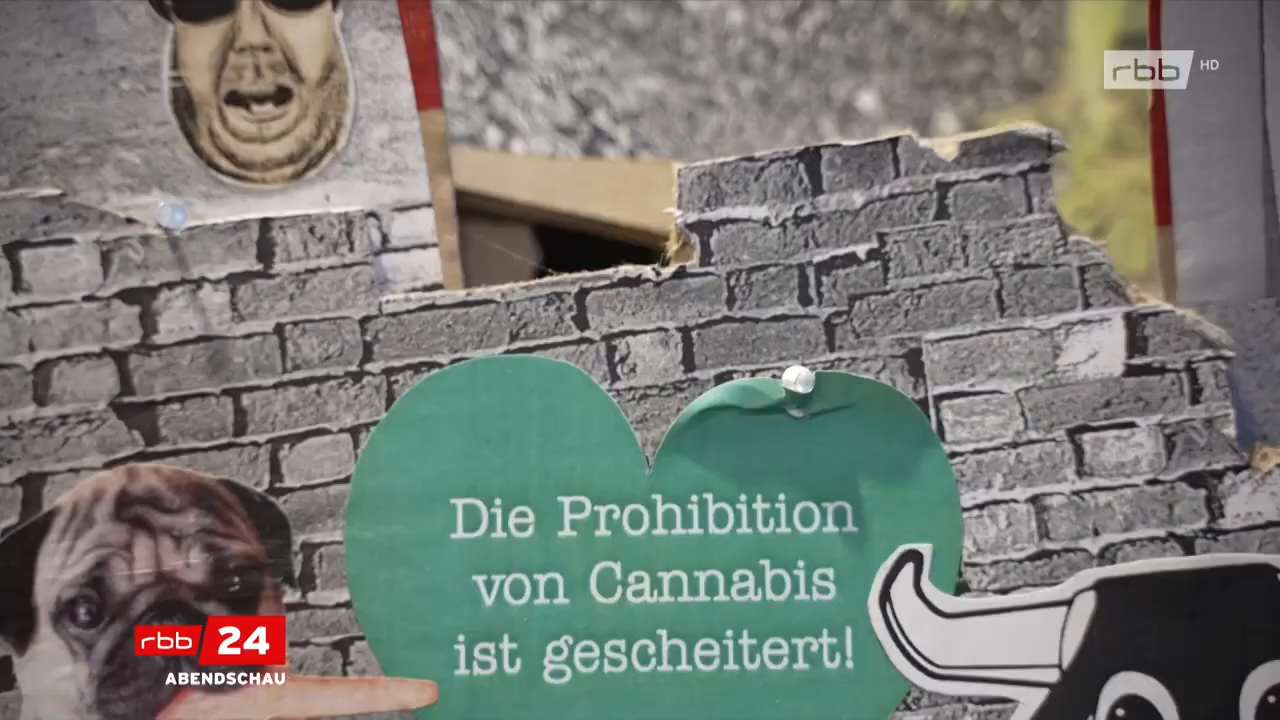 rbb HD
Die Prohibition
von Cannabis
ist gescheitert!
rbb 24
ABENDSCHAU